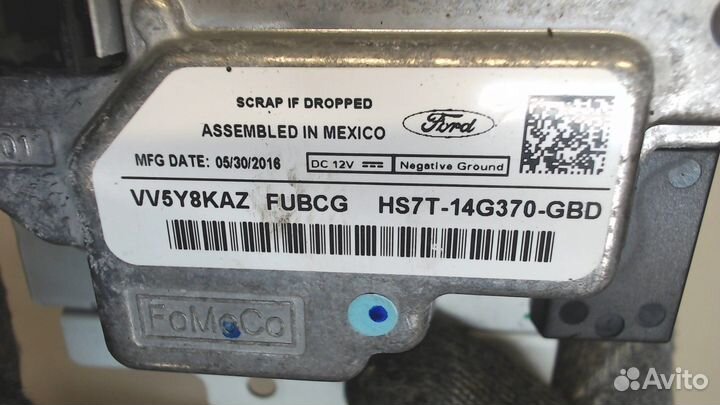 SCRAP IF DROPPED
ASSEMBLED IN MEXICO Ford
MFG DATE: 05/30/2016 DC 12V Negative Ground
VV5Y8KAZ FUBCG HS7T-14G370-GBD
01
FoMoCo
Avito